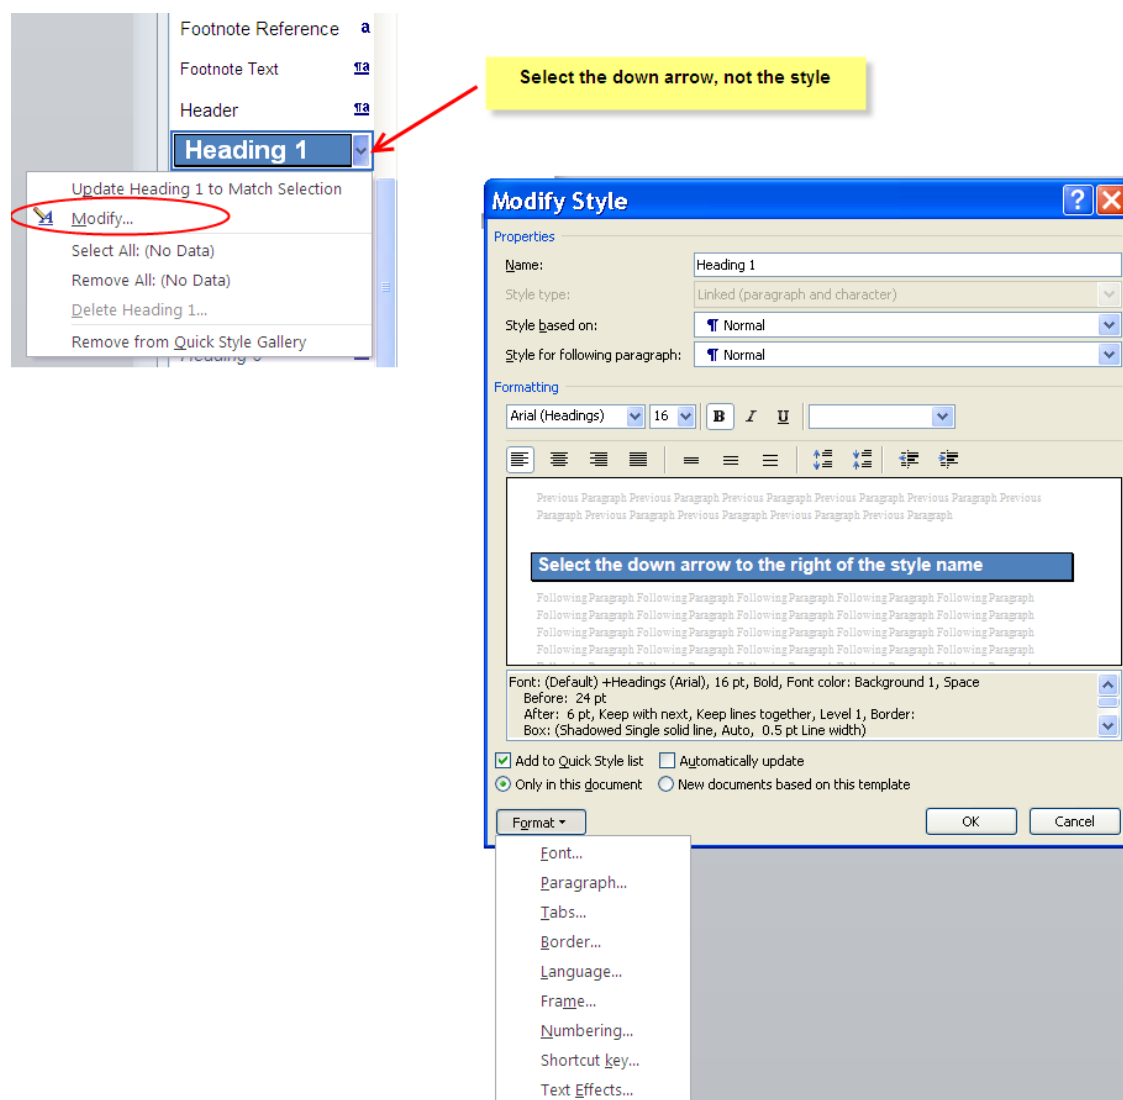 Footnote Reference a
Footnote Text ¶a
Header ¶a
Heading 1
Select the down arrow, not the style
Update Heading 1 to Match Selection
Modify...
Select All: (No Data)
Remove All: (No Data)
Delete Heading 1...
Remove from Quick Style Gallery
Modify Style
Properties
Name: Heading 1
Style type: Linked (paragraph and character)
Style based on: ¶ Normal
Style for following paragraph: ¶ Normal
Formatting
Arial (Headings) 16 B I U
Previous Paragraph Previous Paragraph Previous Paragraph Previous Paragraph Previous Paragraph Previous
Paragraph Previous Paragraph Previous Paragraph Previous Paragraph Previous Paragraph
Select the down arrow to the right of the style name
Following Paragraph Following Paragraph Following Paragraph Following Paragraph Following Paragraph
Following Paragraph Following Paragraph Following Paragraph Following Paragraph Following Paragraph
Following Paragraph Following Paragraph Following Paragraph Following Paragraph Following Paragraph
Following Paragraph Following Paragraph Following Paragraph Following Paragraph Following Paragraph
Font: (Default) +Headings (Arial), 16 pt, Bold, Font color: Background 1, Space
Before: 24 pt
After: 6 pt, Keep with next, Keep lines together, Level 1, Border:
Box: (Shadowed Single solid line, Auto, 0.5 pt Line width)
Add to Quick Style list Automatically update
Only in this document New documents based on this template
Format OK Cancel
Font...
Paragraph...
Tabs...
Border...
Language...
Frame...
Numbering...
Shortcut key...
Text Effects...